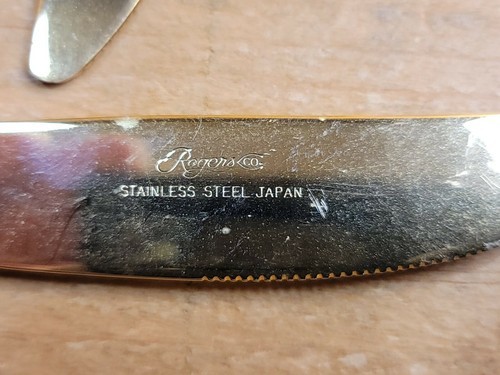 Rogers CO.
STAINLESS STEEL JAPAN